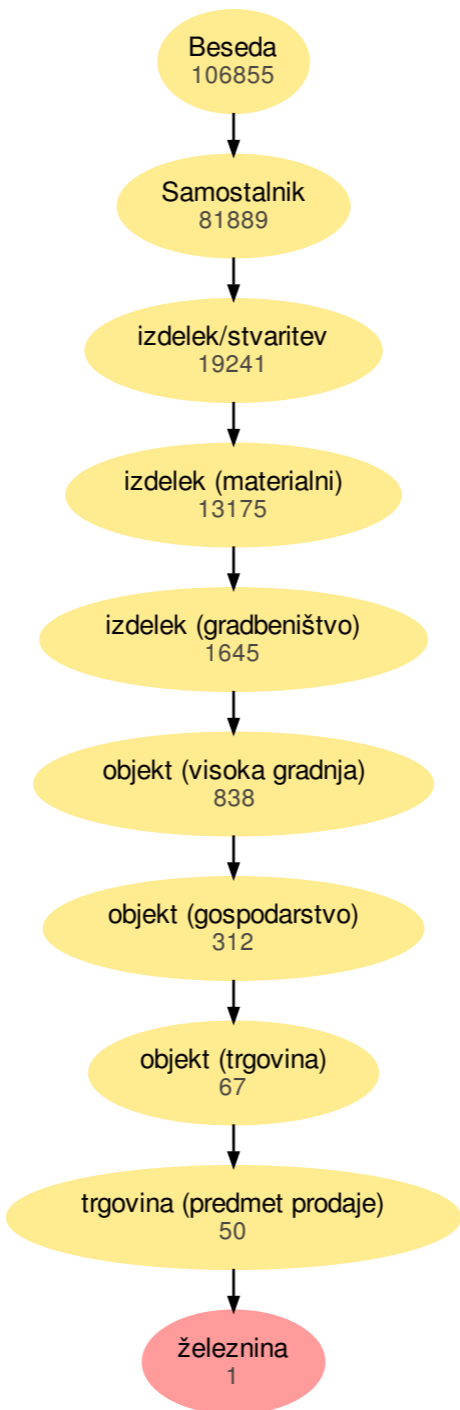 Beseda
106855
Samostalnik
81889
izdelek/stvaritev
19241
izdelek (materialni)
13175
izdelek (gradbeništvo)
1645
objekt (visoka gradnja)
838
objekt (gospodarstvo)
312
objekt (trgovina)
67
trgovina (predmet prodaje)
50
železnina
1